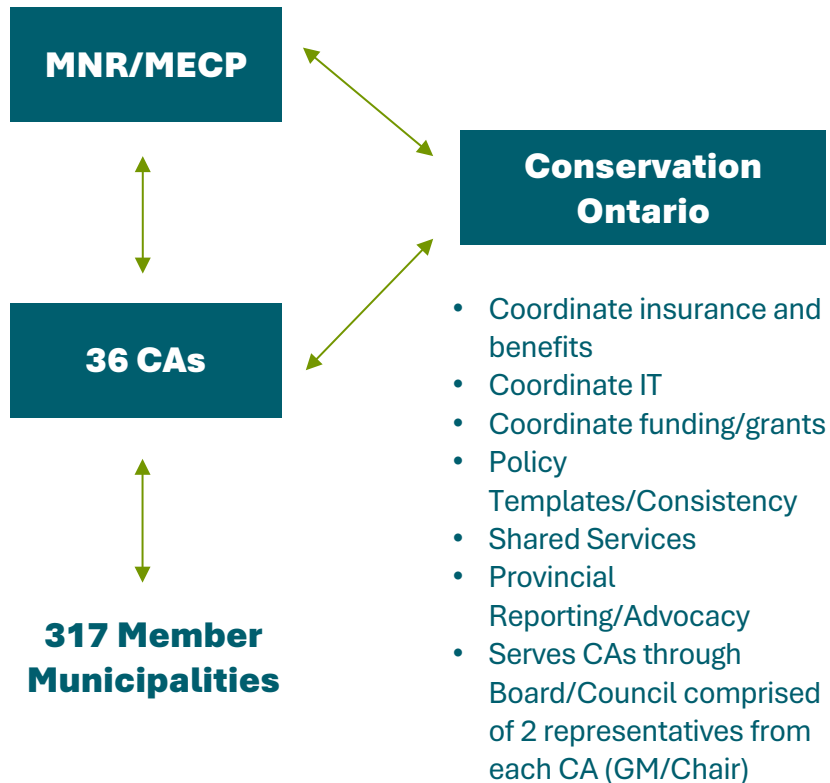 MNR/MECP
36 CAs
317 Member
Municipalities
Conservation
Ontario
• Coordinate insurance and
benefits
• Coordinate IT
• Coordinate funding/grants
• Policy
Templates/Consistency
• Shared Services
• Provincial
Reporting/Advocacy
• Serves CAs through
Board/Council comprised
of 2 representatives from
each CA (GM/Chair)